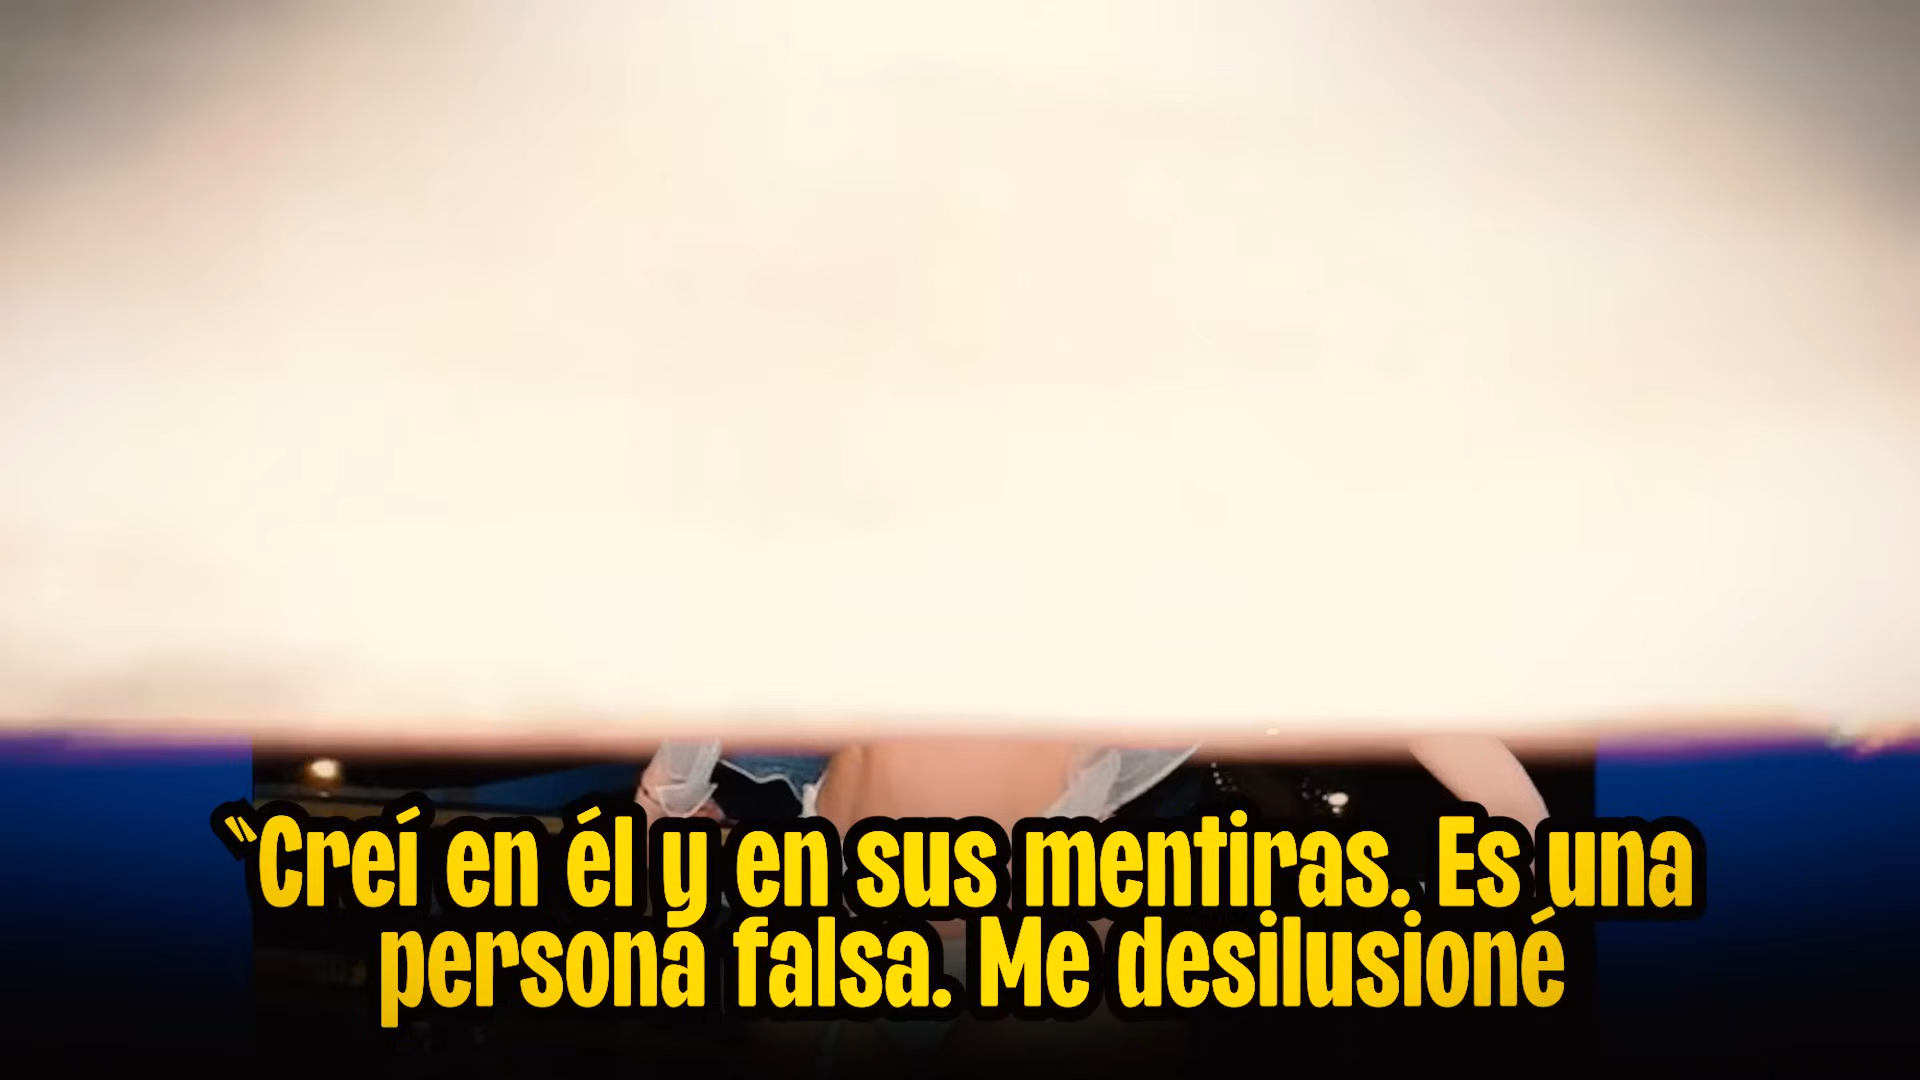 “Creí en él y en sus mentiras. Es una
persona falsa. Me desilusioné